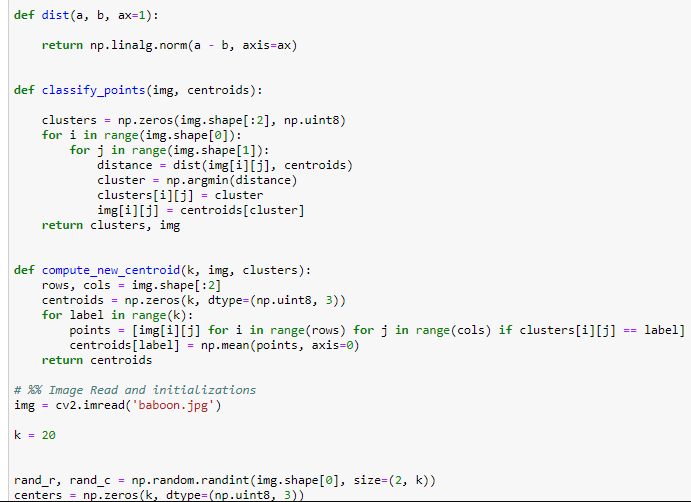 def dist(a, b, ax=1):
return np.linalg.norm(a - b, axis=ax)
def classify_points(img, centroids):
clusters = np.zeros(img.shape[:2], np.uint8)
for i in range(img.shape[0]):
for j in range(img.shape[1]):
distance = dist(img[i][j], centroids)
cluster = np.argmin(distance)
clusters[i][j] = cluster
img[i][j] = centroids[cluster]
return clusters, img
def compute_new_centroid(k, img, clusters):
rows, cols = img.shape[:2]
centroids = np.zeros(k, dtype=(np.uint8, 3))
for label in range(k):
points = [img[i][j] for i in range(rows) for j in range(cols) if clusters[i][j] == label]
centroids[label] = np.mean(points, axis=0)
return centroids
# %% Image Read and initializations
img = cv2.imread('baboon.jpg')
k = 20
rand_r, rand_c = np.random.randint(img.shape[0], size=(2, k))
centers = np.zeros(k, dtype=(np.uint8, 3))